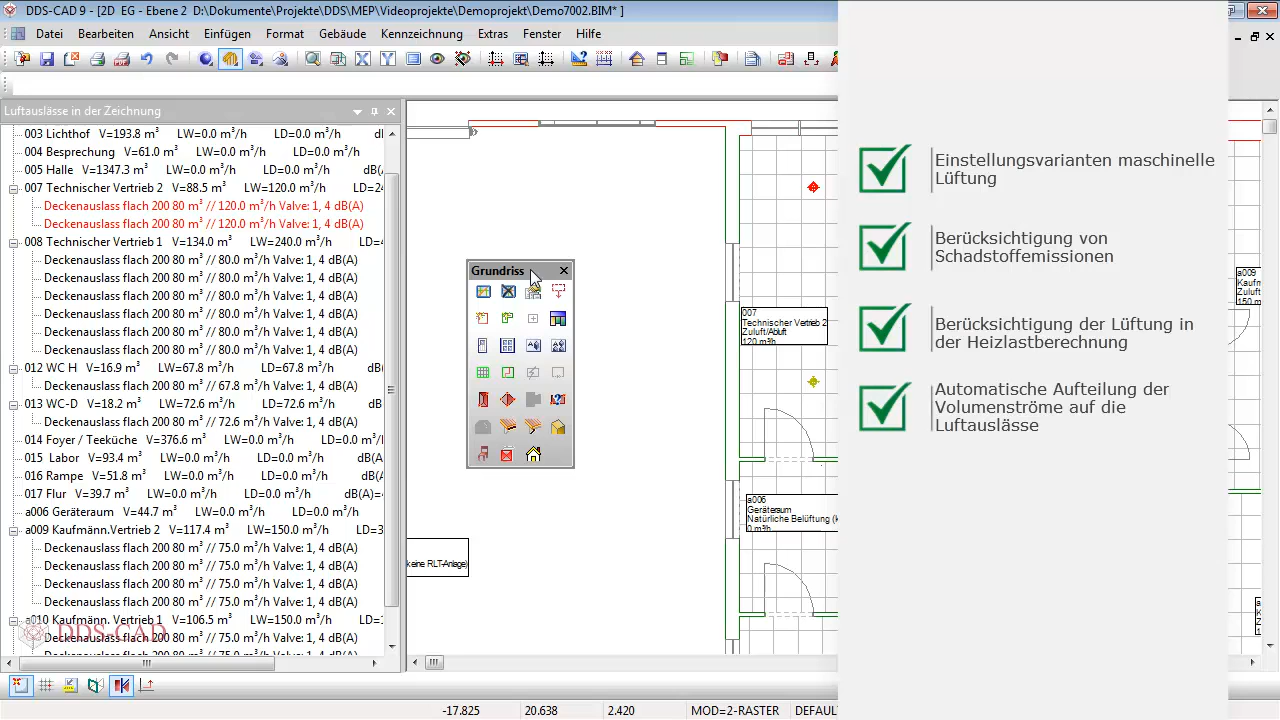 DDS-CAD 9 - [2D EG - Ebene 2 D:\Dokumente\Projekte\DDS\MEP\Videoprojekte\Demoprojekt\Demo7002.BIM* ]
Datei Bearbeiten Ansicht Einfügen Format Gebäude Kennzeichnung Extras Fenster Hilfe
Luftauslässe in der Zeichnung
003 Lichthof V=193.8 m³ LW=0.0 m³/h LD=0.0 m³/h
004 Besprechung V=61.0 m³ LW=0.0 m³/h LD=0.0 m³/h
005 Halle V=1347.3 m³ LW=0.0 m³/h LD=0.0 m³/h
007 Technischer Vertrieb 2 V=88.5 m³ LW=120.0 m³/h LD=24
Deckenauslass flach 200 80 m³ // 120.0 m³/h Valve: 1, 4 dB(A)
Deckenauslass flach 200 80 m³ // 120.0 m³/h Valve: 1, 4 dB(A)
008 Technischer Vertrieb 1 V=134.0 m³ LW=240.0 m³/h LD=4
Deckenauslass flach 200 80 m³ // 80.0 m³/h Valve: 1, 4 dB(A)
Deckenauslass flach 200 80 m³ // 80.0 m³/h Valve: 1, 4 dB(A)
Deckenauslass flach 200 80 m³ // 80.0 m³/h Valve: 1, 4 dB(A)
Deckenauslass flach 200 80 m³ // 80.0 m³/h Valve: 1, 4 dB(A)
Deckenauslass flach 200 80 m³ // 80.0 m³/h Valve: 1, 4 dB(A)
Deckenauslass flach 200 80 m³ // 80.0 m³/h Valve: 1, 4 dB(A)
012 WC H V=16.9 m³ LW=67.8 m³/h LD=67.8 m³/h
Deckenauslass flach 200 80 m³ // 67.8 m³/h Valve: 1, 4 dB(A)
013 WC-D V=18.2 m³ LW=72.6 m³/h LD=72.6 m³/h
Deckenauslass flach 200 80 m³ // 72.6 m³/h Valve: 1, 4 dB(A)
014 Foyer / Teeküche V=376.6 m³ LW=0.0 m³/h LD=0.0
015 Labor V=93.4 m³ LW=0.0 m³/h LD=0.0 m³/h dB(A)
016 Rampe V=51.8 m³ LW=0.0 m³/h LD=0.0 m³/h dB(
017 Flur V=39.7 m³ LW=0.0 m³/h LD=0.0 m³/h dB(A)=
a006 Geräteraum V=44.7 m³ LW=0.0 m³/h LD=0.0 m³/h
a009 Kaufmänn.Vertrieb 2 V=117.4 m³ LW=150.0 m³/h LD=3
Deckenauslass flach 200 80 m³ // 75.0 m³/h Valve: 1, 4 dB(A)
Deckenauslass flach 200 80 m³ // 75.0 m³/h Valve: 1, 4 dB(A)
Deckenauslass flach 200 80 m³ // 75.0 m³/h Valve: 1, 4 dB(A)
Deckenauslass flach 200 80 m³ // 75.0 m³/h Valve: 1, 4 dB(A)
a010 Kaufmänn. Vertrieb 1 V=106.5 m³ LW=150.0 m³/h LD=
Deckenauslass flach 200 80 m³ // 75.0 m³/h Valve: 1, 4 dB(A)
DDS-CAD
Grundriss
007
Technischer Vertrieb 2
Zuluft/Abluft
120 m³/h
a006
Geräteraum
Natürliche Belüftung (k
0 m³/h
keine RLT-Anlage)
a009
Kaufm
Zuluft
150 m
Einstellungsvarianten maschinelle
Lüftung
Berücksichtigung von
Schadstoffemissionen
Berücksichtigung der Lüftung in
der Heizlastberechnung
Automatische Aufteilung der
Volumenströme auf die
Luftauslässe
-17.825 20.638 2.420 MOD=2-RASTER DEFAUL